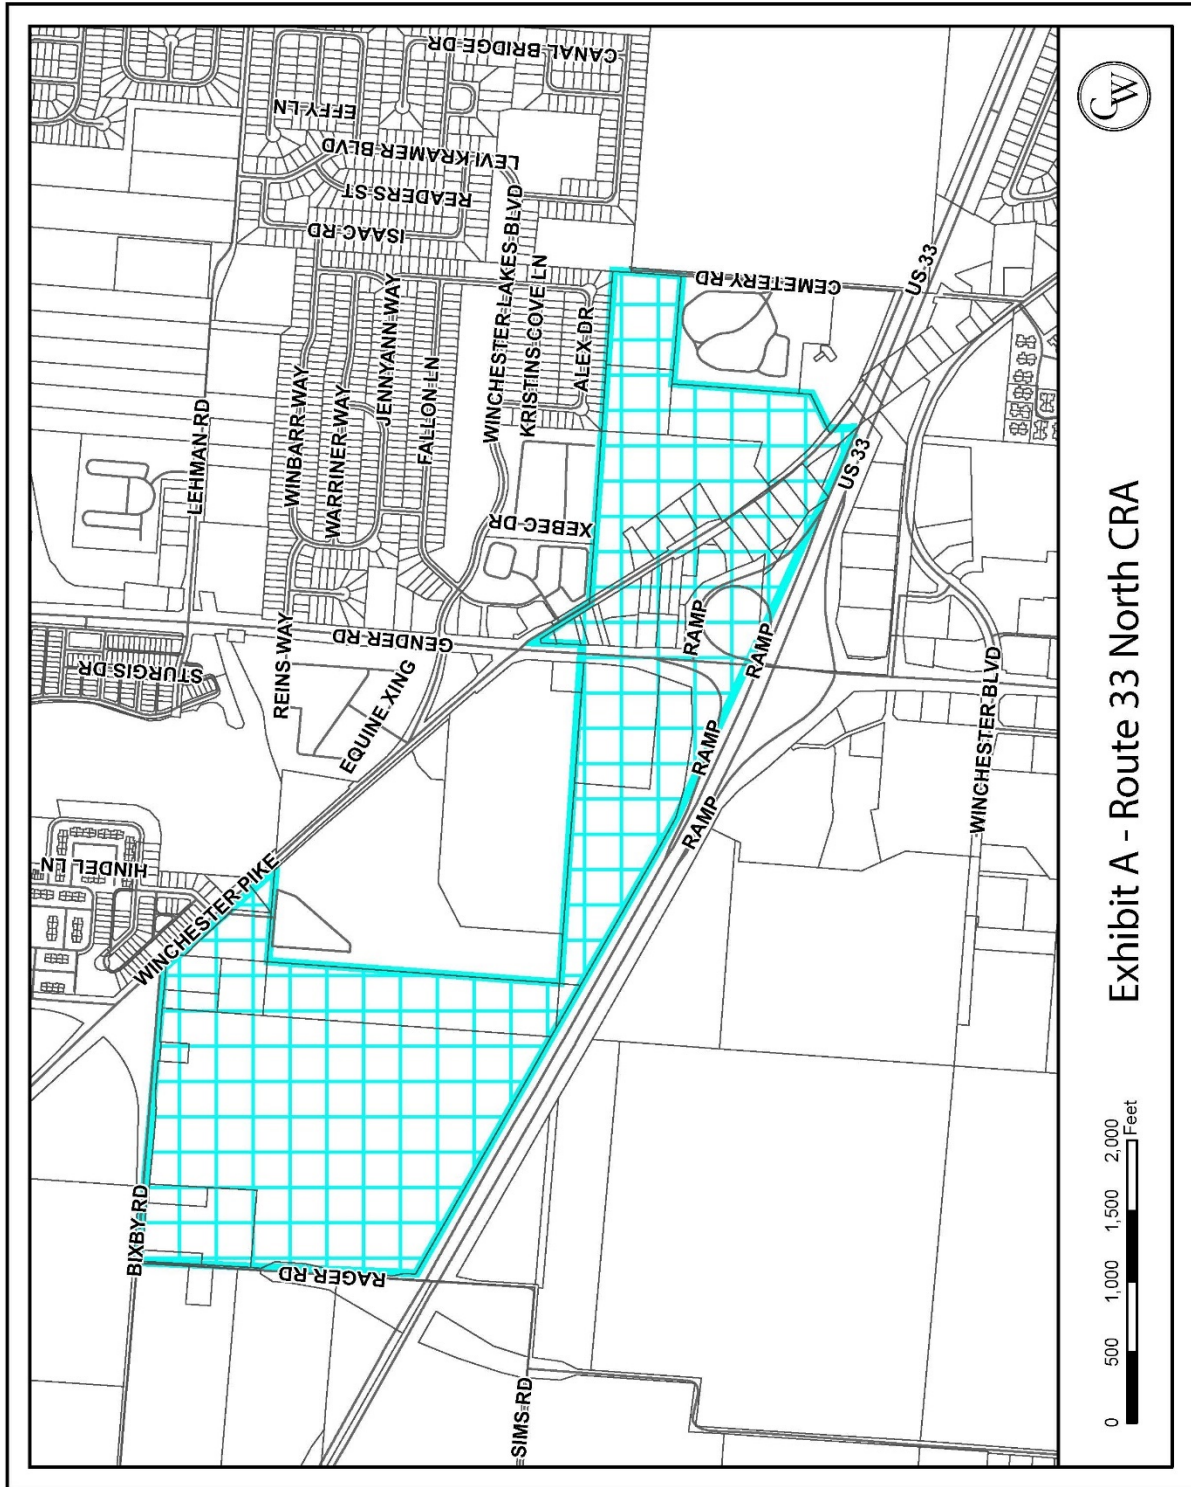 CANAL BRIDGE DR
EFFY LN
LEVI KRAMER BLVD
READERS ST
ISAAC RD
LEHMAN RD
WINBARR WAY
WARRINER WAY
JENNYANN WAY
FALLON LN
WINCHESTER LAKES BLVD
KRISTINS COVE LN
ALEX DR
CEMETERY RD
US 33
XEBEC DR
US 33
STURGIS DR
REINS WAY
GENDER RD
EQUINE XING
RAMP
RAMP
RAMP
RAMP
WINCHESTER BLVD
HINDEL LN
WINCHESTER PIKE
BIXBY RD
RAGER RD
SIMS RD
CW
Exhibit A - Route 33 North CRA
0 500 1,000 1,500 2,000
Feet